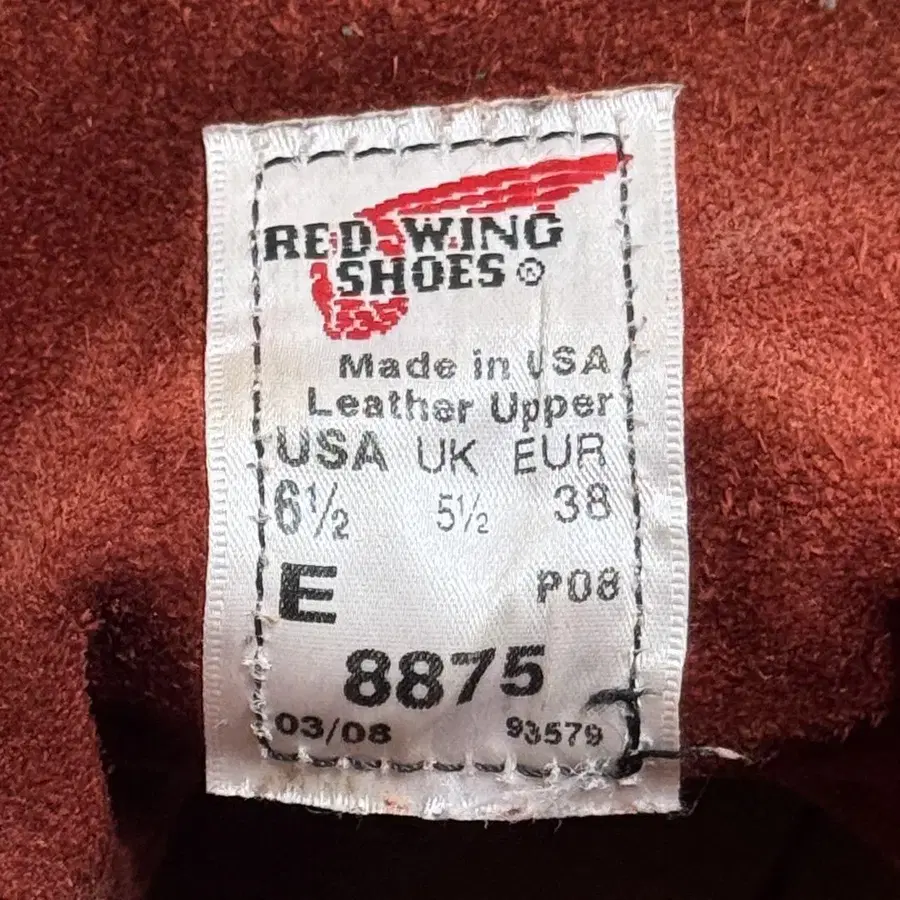 RED WING
SHOES ®
Made in USA
Leather Upper
USA UK EUR
6½ 5½ 38
E P08
8875
03/08 93579